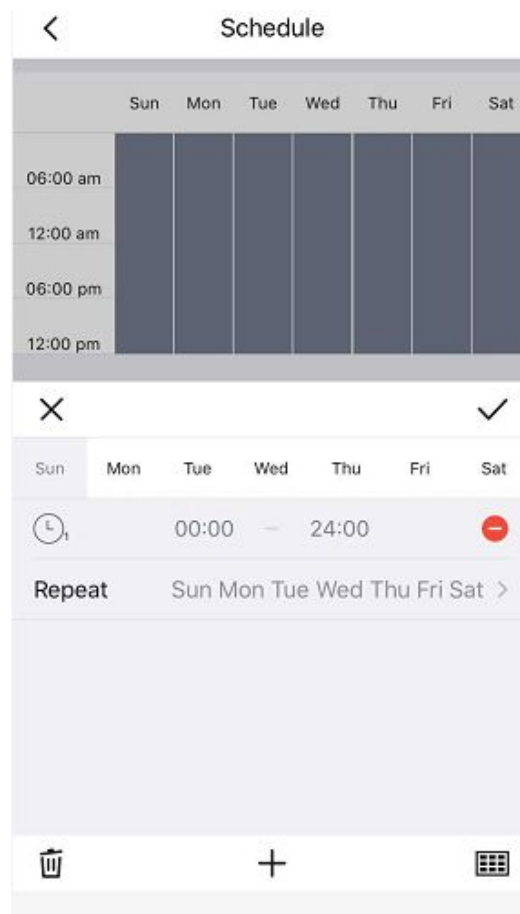 Schedule
Sun Mon Tue Wed Thu Fri Sat
06:00 am
12:00 am
06:00 pm
12:00 pm
Sun Mon Tue Wed Thu Fri Sat
1 00:00 – 24:00
Repeat Sun Mon Tue Wed Thu Fri Sat